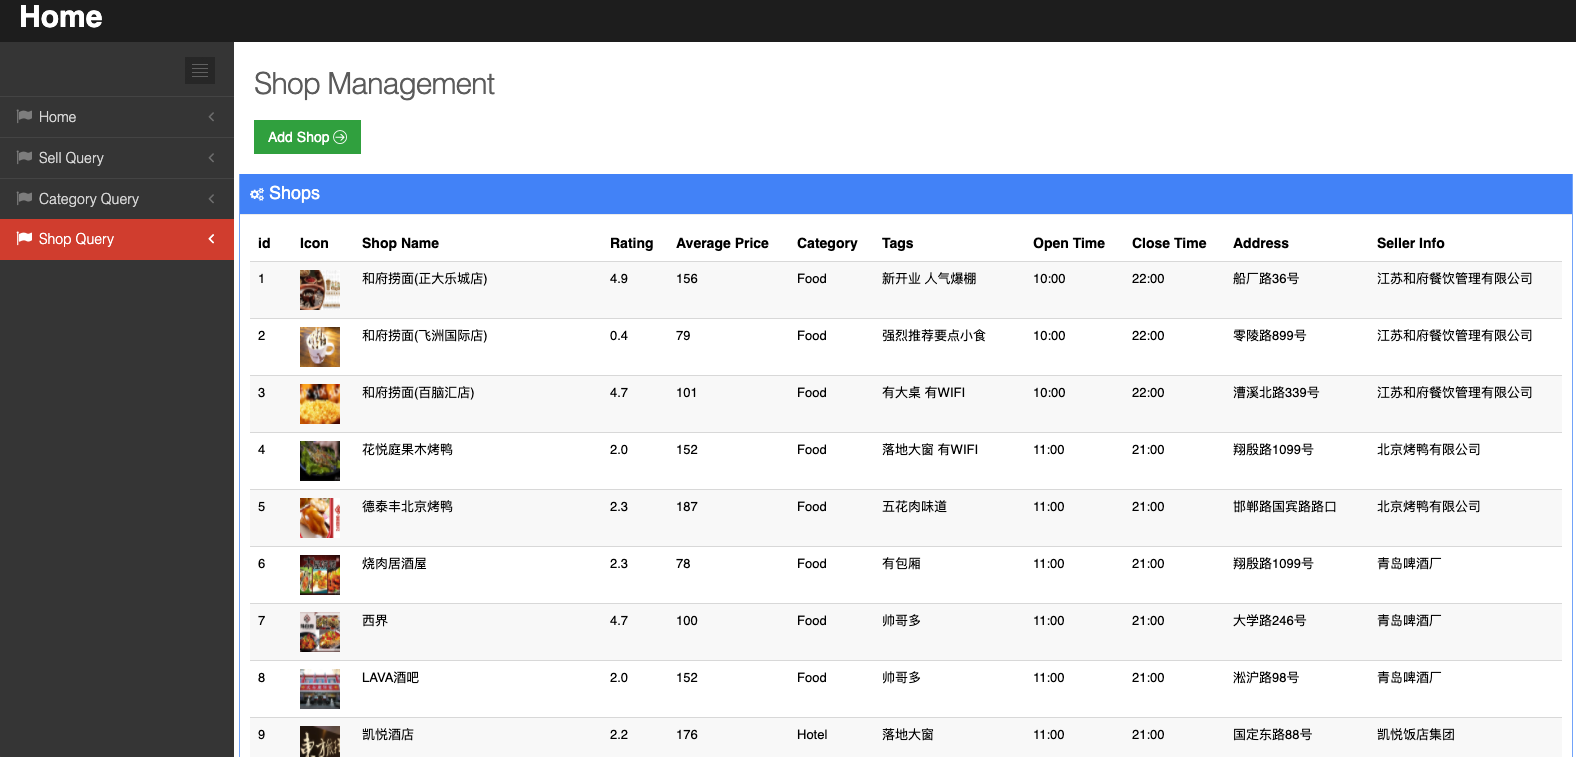 Home
Home
Sell Query
Category Query
Shop Query
Shop Management
Add Shop
Shops
id Icon Shop Name Rating Average Price Category Tags Open Time Close Time Address Seller Info
1 和府捞面(正大乐城店) 4.9 156 Food 新开业 人气爆棚 10:00 22:00 船厂路36号 江苏和府餐饮管理有限公司
2 和府捞面(飞洲国际店) 0.4 79 Food 强烈推荐要点小食 10:00 22:00 零陵路899号 江苏和府餐饮管理有限公司
3 和府捞面(百脑汇店) 4.7 101 Food 有大桌 有WIFI 10:00 22:00 漕溪北路339号 江苏和府餐饮管理有限公司
4 花悦庭果木烤鸭 2.0 152 Food 落地大窗 有WIFI 11:00 21:00 翔殷路1099号 北京烤鸭有限公司
5 德泰丰北京烤鸭 2.3 187 Food 五花肉味道 11:00 21:00 邯郸路国宾路路口 北京烤鸭有限公司
6 烧肉居酒屋 2.3 78 Food 有包厢 11:00 21:00 翔殷路1099号 青岛啤酒厂
7 西界 4.7 100 Food 帅哥多 11:00 21:00 大学路246号 青岛啤酒厂
8 LAVA酒吧 2.0 152 Food 帅哥多 11:00 21:00 淞沪路98号 青岛啤酒厂
9 凯悦酒店 2.2 176 Hotel 落地大窗 11:00 21:00 国定东路88号 凯悦饭店集团